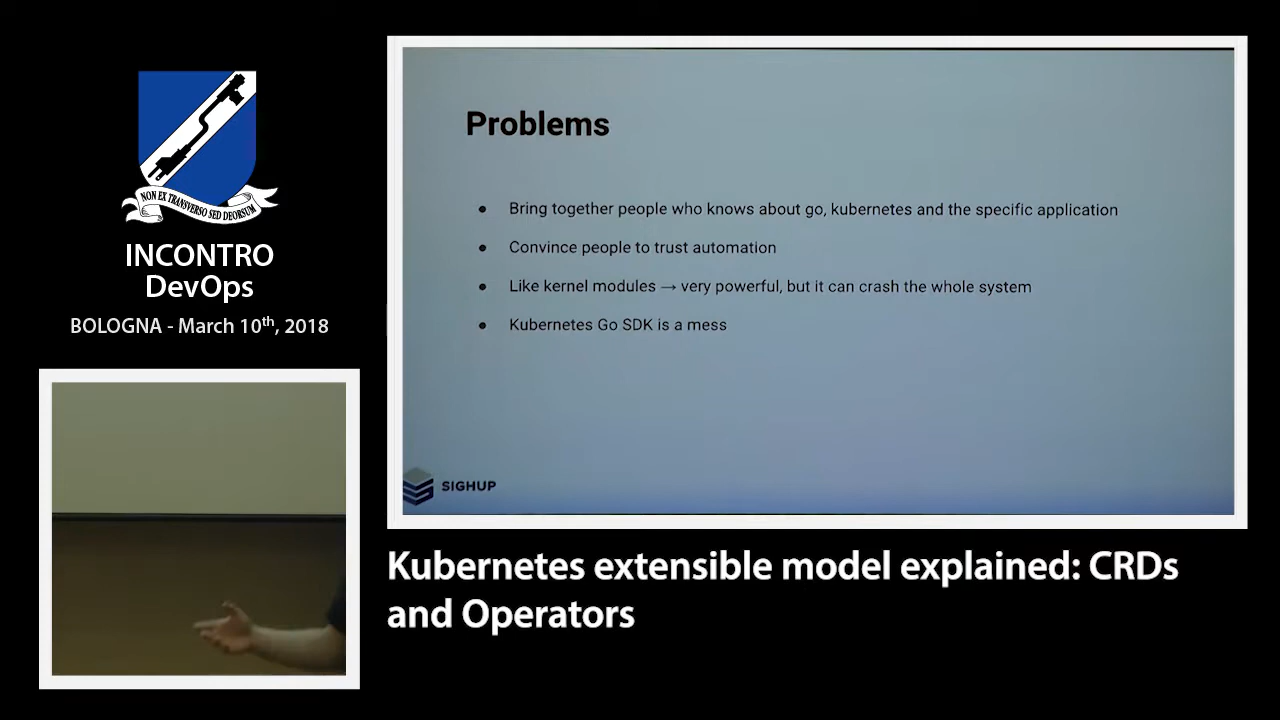 NON EX TRANSVERSO SED DEORSUM
INCONTRO
DevOps
BOLOGNA - March 10th, 2018
Problems
Bring together people who knows about go, kubernetes and the specific application
Convince people to trust automation
Like kernel modules → very powerful, but it can crash the whole system
Kubernetes Go SDK is a mess
SIGHUP
Kubernetes extensible model explained: CRDs
and Operators